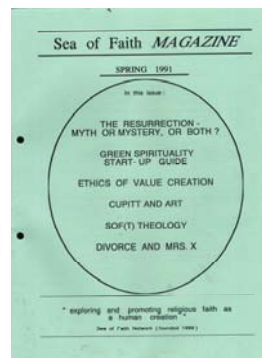 Sea of Faith MAGAZINE
SPRING 1991
In this issue:
THE RESURRECTION -
MYTH OR MYSTERY, OR BOTH?
GREEN SPIRITUALITY
START-UP GUIDE
ETHICS OF VALUE CREATION
CUPITT AND ART
SOF(T) THEOLOGY
DIVORCE AND MRS. X
" exploring and promoting religious faith as
a human creation "
Sea of Faith Network (founded 1989)